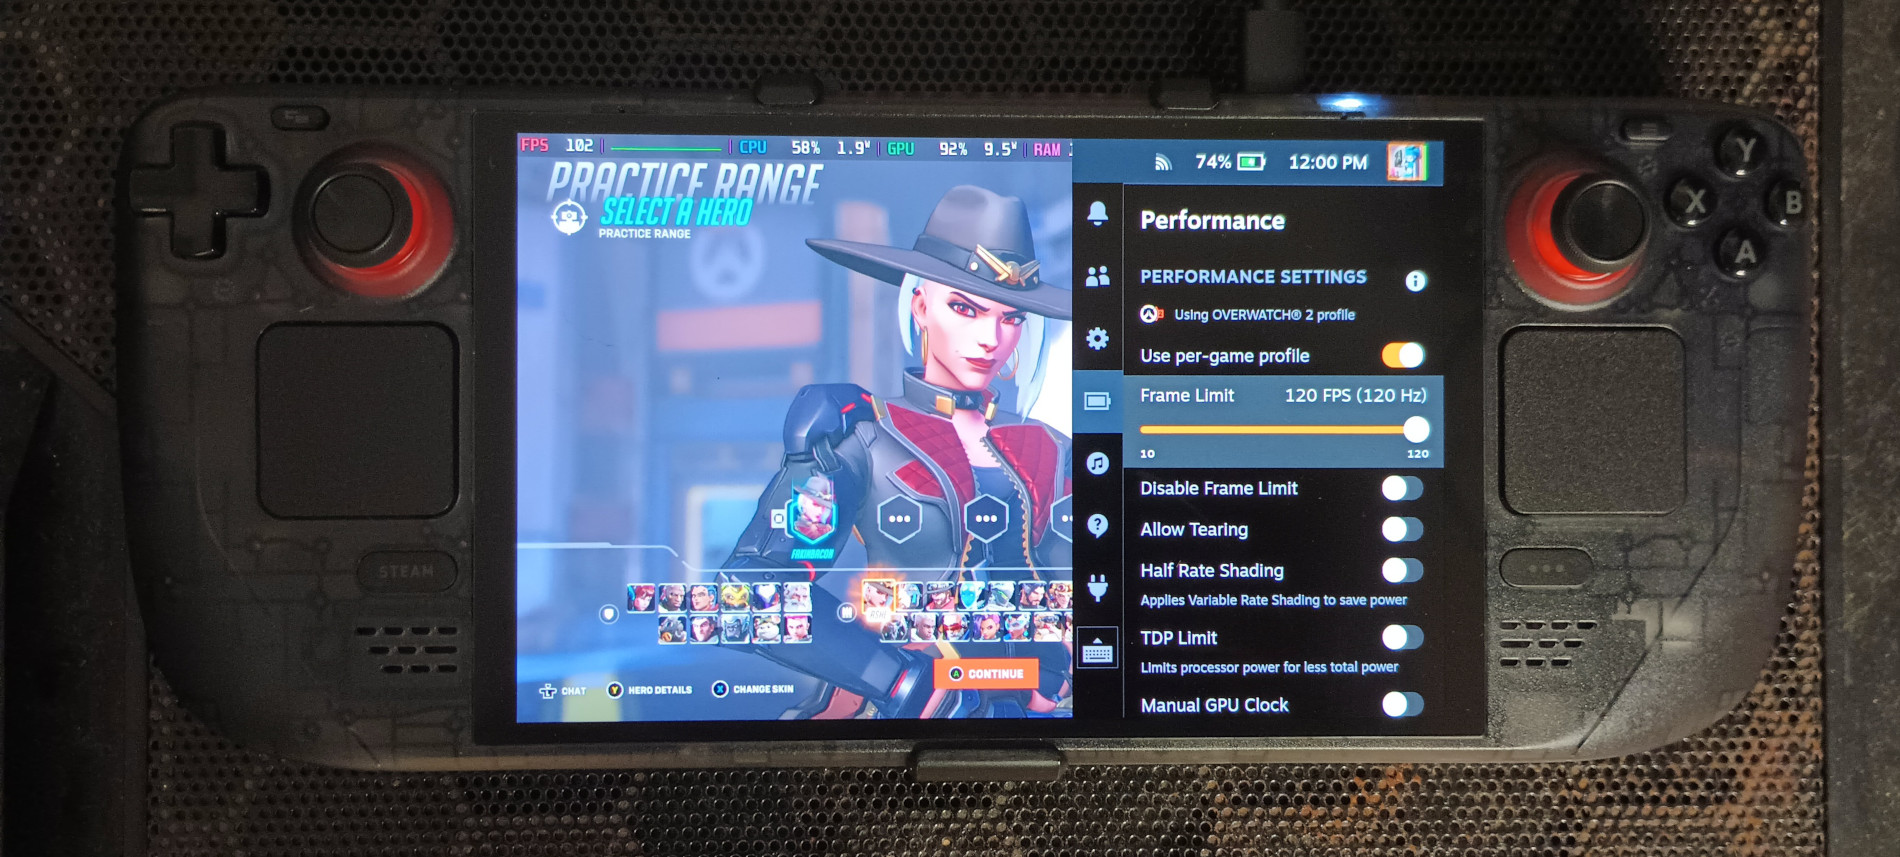 FPS 102 CPU 58% 1.9W GPU 92% 9.5W RAM
74% 12:00 PM
PRACTICE RANGE
SELECT A HERO
PRACTICE RANGE
Performance
PERFORMANCE SETTINGS
Using OVERWATCH® 2 profile
Use per-game profile
Frame Limit 120 FPS (120 Hz)
10 120
Disable Frame Limit
Allow Tearing
Half Rate Shading
Applies Variable Rate Shading to save power
TDP Limit
Limits processor power for less total power
Manual GPU Clock
FAKINBACON
A CONTINUE
L CHAT Y HERO DETAILS X CHANGE SKIN
STEAM
Y
X B
A